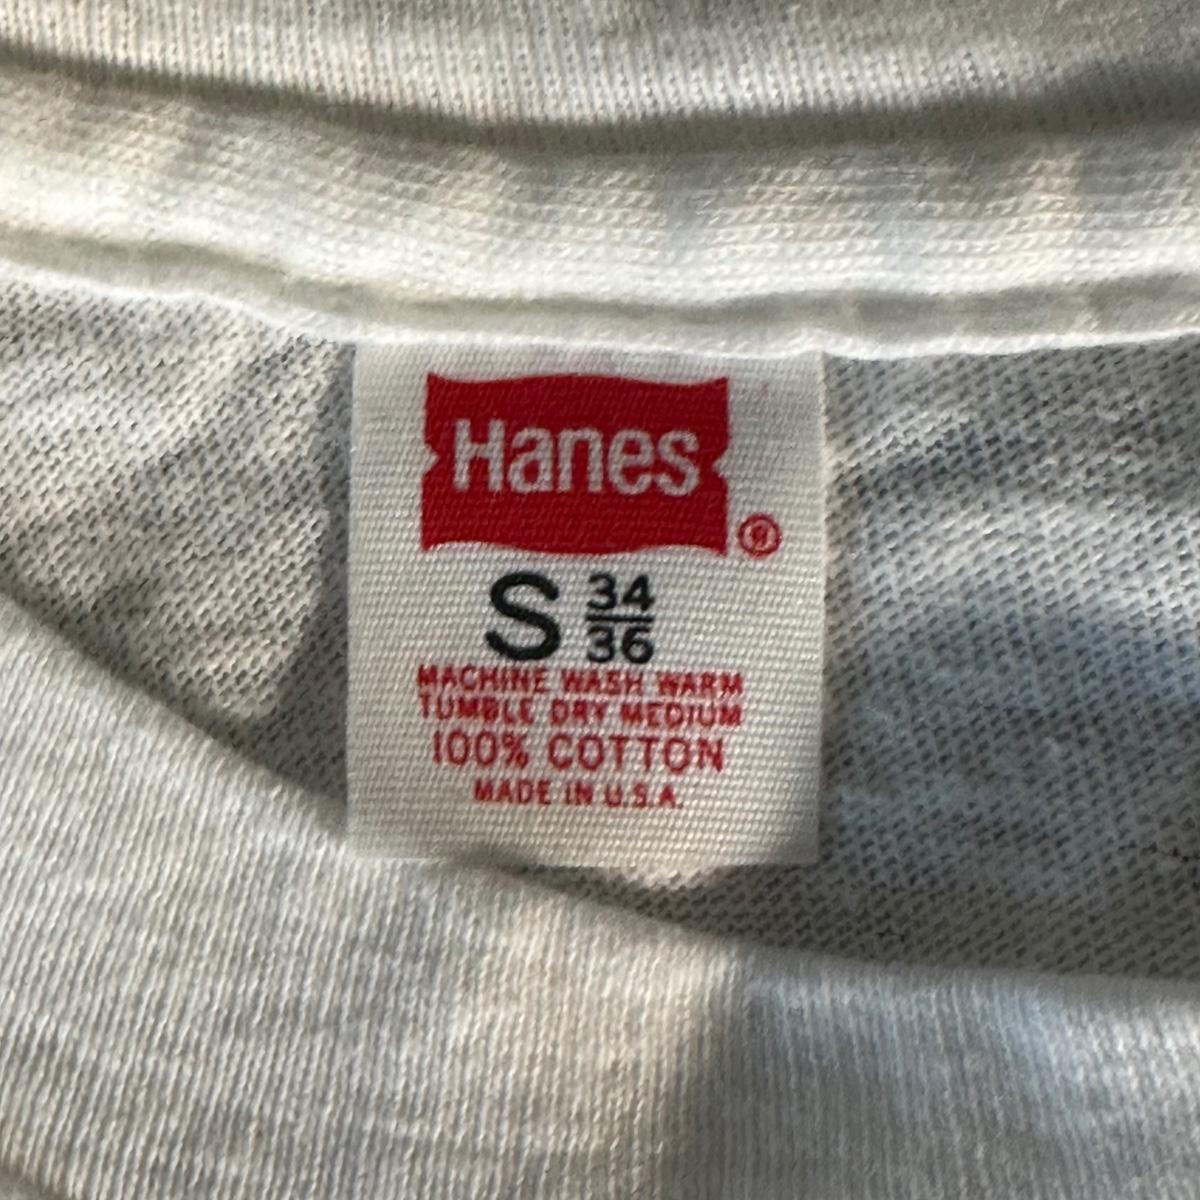 Hanes
®
S 34
36
MACHINE WASH WARM
TUMBLE DRY MEDIUM
100% COTTON
MADE IN U.S.A.